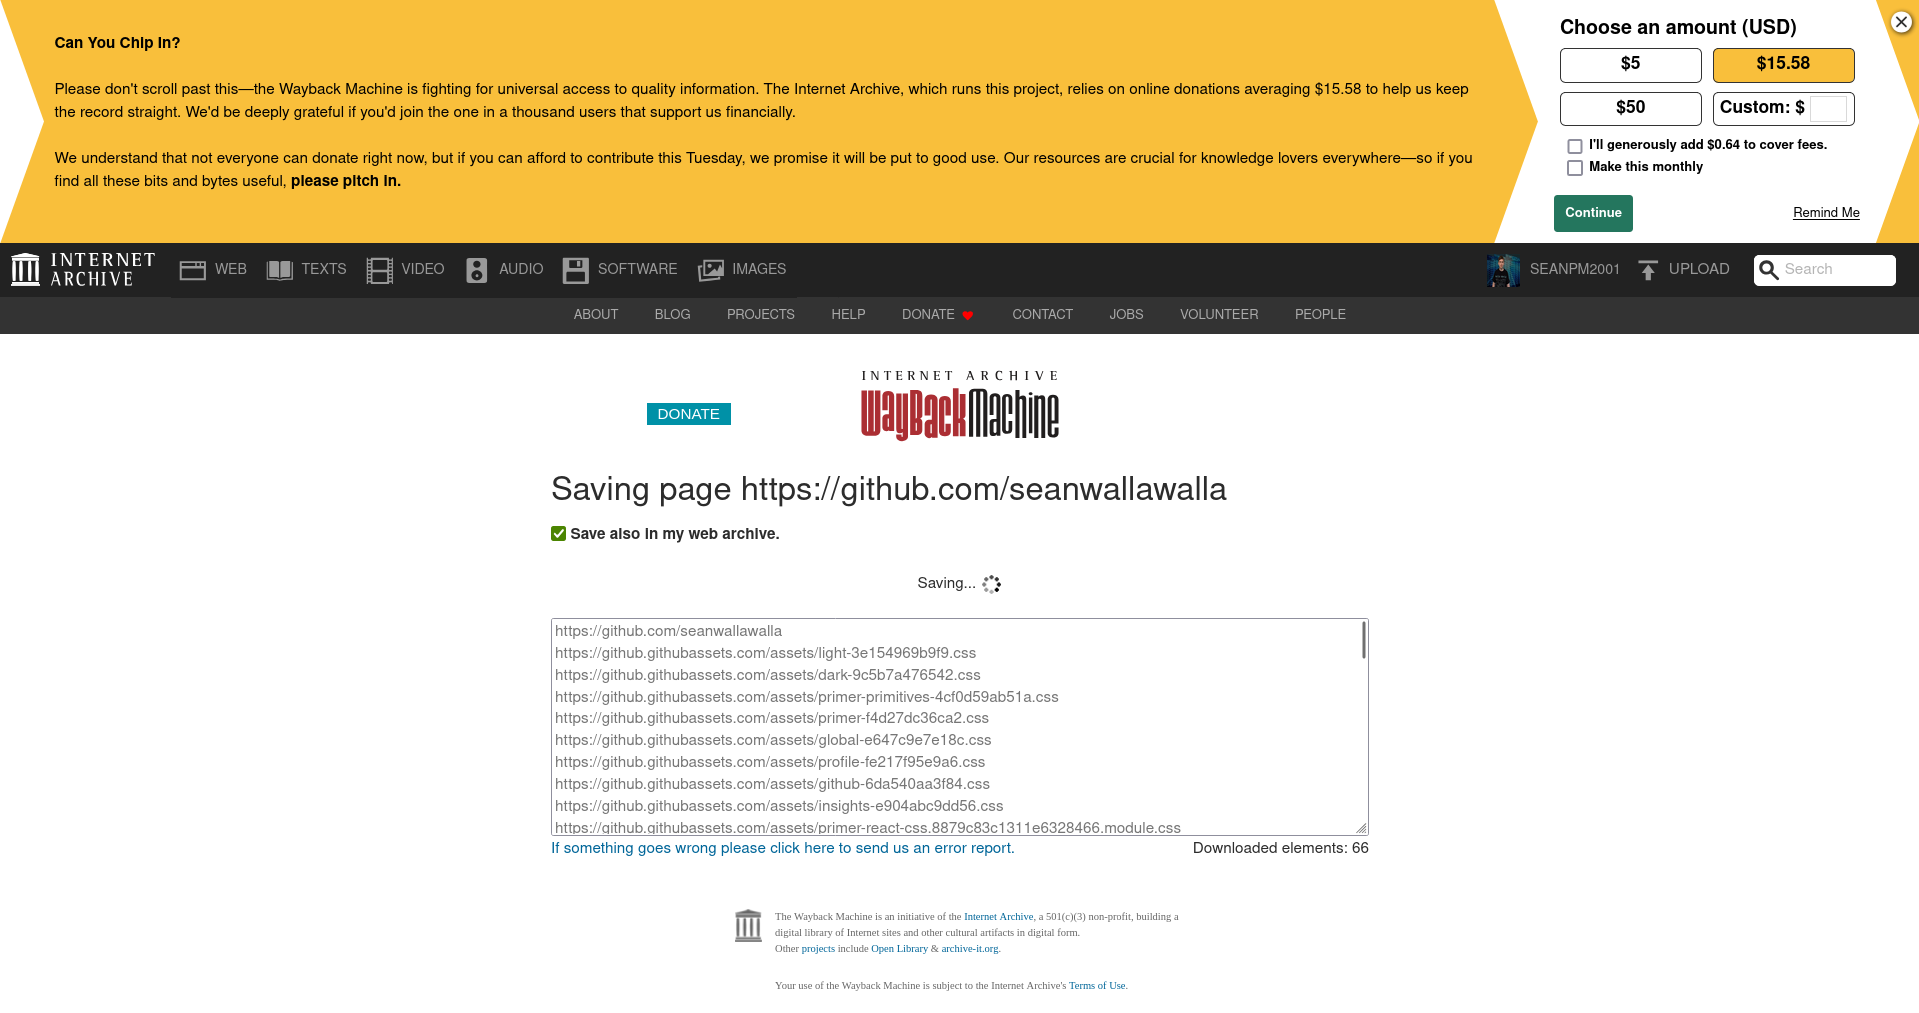 Can You Chip In?
Please don't scroll past this—the Wayback Machine is fighting for universal access to quality information. The Internet Archive, which runs this project, relies on online donations averaging $15.58 to help us keep
the record straight. We'd be deeply grateful if you'd join the one in a thousand users that support us financially.
We understand that not everyone can donate right now, but if you can afford to contribute this Tuesday, we promise it will be put to good use. Our resources are crucial for knowledge lovers everywhere—so if you
find all these bits and bytes useful, please pitch in.
Choose an amount (USD)
$5
$15.58
$50
Custom: $
I'll generously add $0.64 to cover fees.
Make this monthly
Continue
Remind Me
INTERNET
ARCHIVE
WEB
TEXTS
VIDEO
AUDIO
SOFTWARE
IMAGES
SEANPM2001
UPLOAD
Search
ABOUT
BLOG
PROJECTS
HELP
DONATE
CONTACT
JOBS
VOLUNTEER
PEOPLE
DONATE
INTERNET ARCHIVE
WayBackMachine
Saving page https://github.com/seanwallawalla
Save also in my web archive.
Saving...
https://github.com/seanwallawalla
https://github.githubassets.com/assets/light-3e154969b9f9.css
https://github.githubassets.com/assets/dark-9c5b7a476542.css
https://github.githubassets.com/assets/primer-primitives-4cf0d59ab51a.css
https://github.githubassets.com/assets/primer-f4d27dc36ca2.css
https://github.githubassets.com/assets/global-e647c9e7e18c.css
https://github.githubassets.com/assets/profile-fe217f95e9a6.css
https://github.githubassets.com/assets/github-6da540aa3f84.css
https://github.githubassets.com/assets/insights-e904abc9dd56.css
https://github.githubassets.com/assets/primer-react-css.8879c83c1311e6328466.module.css
If something goes wrong please click here to send us an error report.
Downloaded elements: 66
The Wayback Machine is an initiative of the Internet Archive, a 501(c)(3) non-profit, building a
digital library of Internet sites and other cultural artifacts in digital form.
Other projects include Open Library & archive-it.org.
Your use of the Wayback Machine is subject to the Internet Archive's Terms of Use.